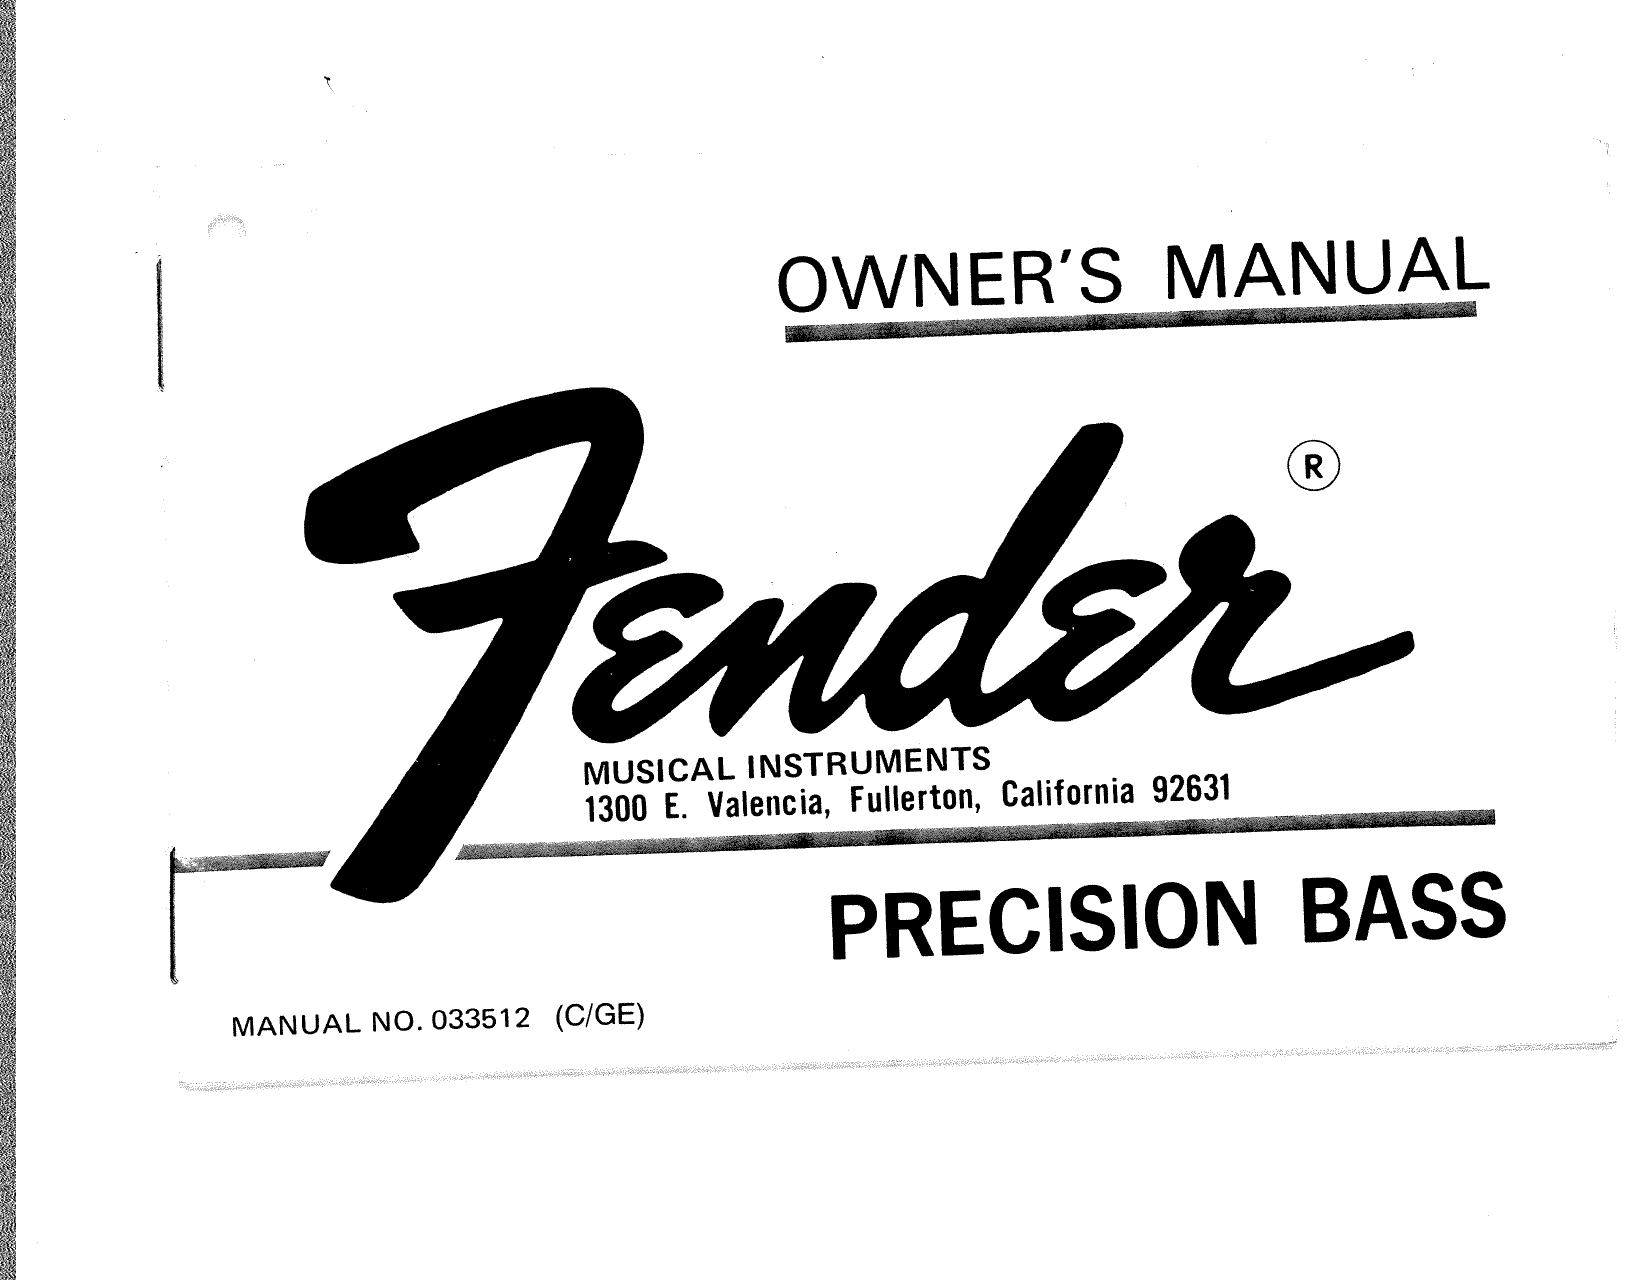 OWNER'S MANUAL
Fender ®
MUSICAL INSTRUMENTS
1300 E. Valencia, Fullerton, California 92631
PRECISION BASS
MANUAL NO. 033512 (C/GE)